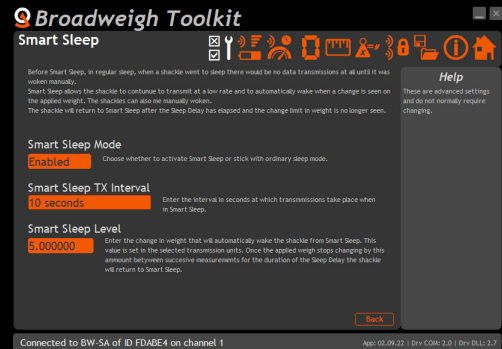 Broadweigh Toolkit
Smart Sleep
Before Smart Sleep, in regular sleep, when a shackle went to sleep there would be no data transmissions at all until it was
woken manually.
Smart Sleep allows the shackle to contunue to transmit at a low rate and to automatically wake when a change is seen on
the applied weight. The shackles can also me manually woken.
The shackle will return to Smart Sleep after the Sleep Delay has elapsed and the change limit in weight is no longer seen.
Help
These are advanced settings
and do not normally require
changing.
Smart Sleep Mode
Enabled
Choose whether to activate Smart Sleep or stick with ordinary sleep mode.
Smart Sleep TX Interval
10 seconds
Enter the interval in seconds at which transmnissions take place when
in Smart Sleep.
Smart Sleep Level
5.000000
Enter the change in weight that will automatically wake the shackle from Smart Sleep. This
value is set in the selected transmission units. Once the applied weigh stops changing by this
ammount betyween succesive measurements for the duration of the Sleep Delay the shackle
will return to Smart Sleep.
Back
Connected to BW-SA of ID FDABE4 on channel 1
App: 02.09.22 | Drv COM: 2.0 | Drv DLL: 2.7